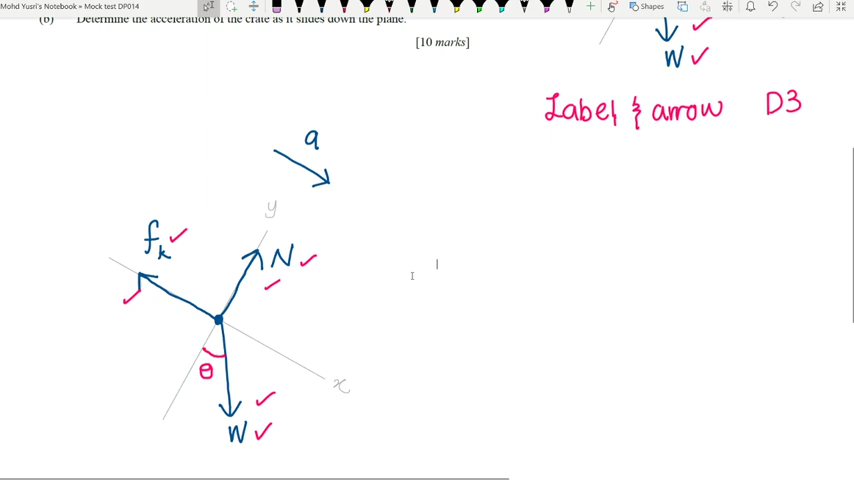 Mohd Yusri's Notebook » Mock test DP014
Shapes
(b) Determine the acceleration of the crate as it slides down the plane.
[10 marks]
W
Label & arrow D3
a
y
fk
N
θ
x
W